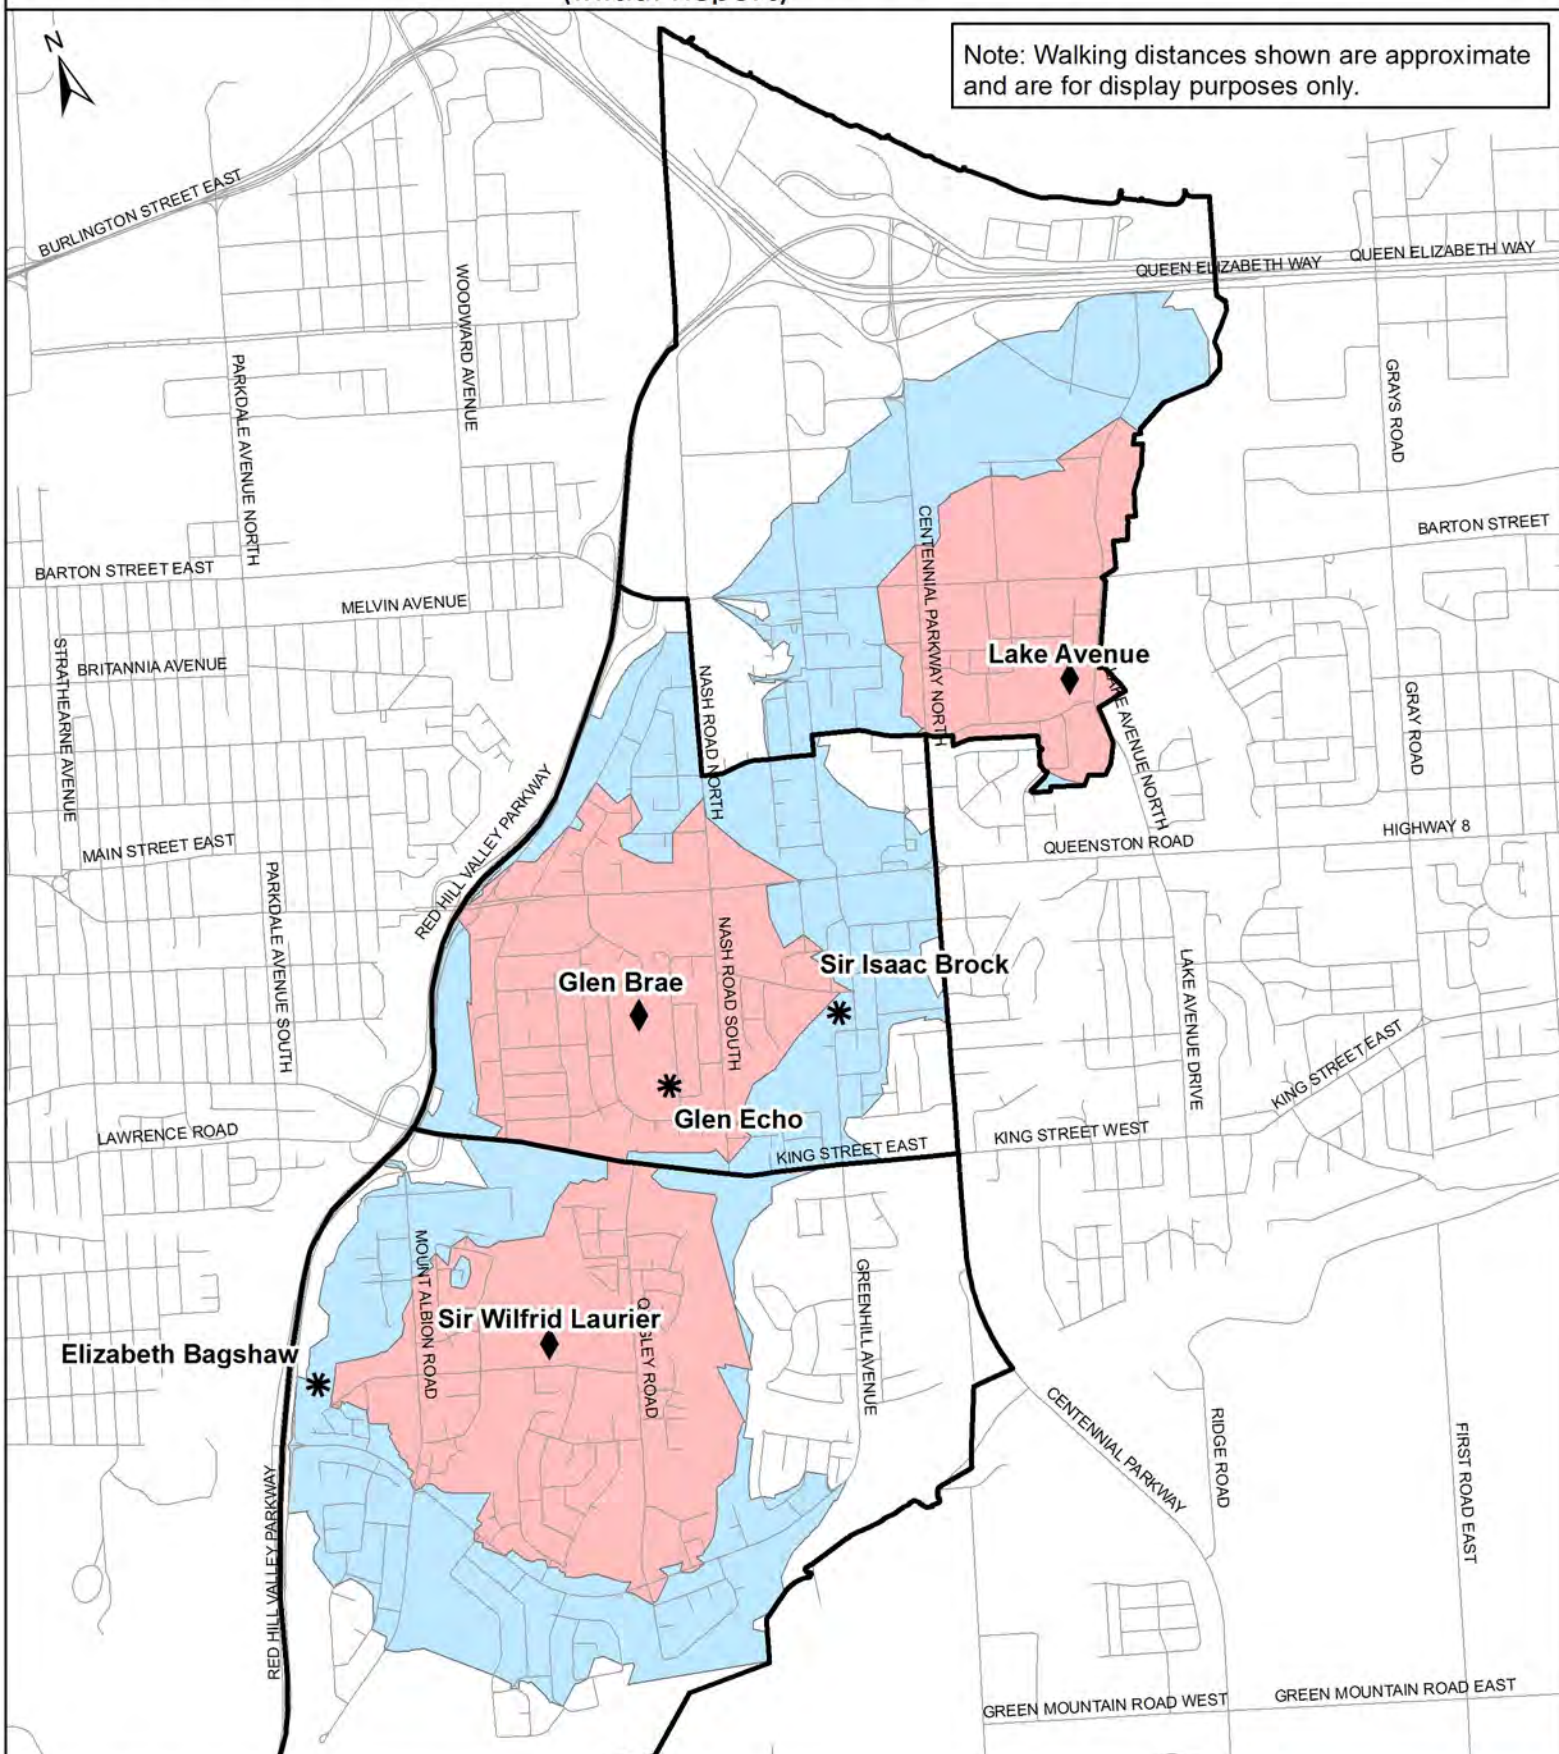 N
Note: Walking distances shown are approximate
and are for display purposes only.
BURLINGTON STREET EAST
QUEEN ELIZABETH WAY
QUEEN ELIZABETH WAY
WOODWARD AVENUE
PARKDALE AVENUE NORTH
GRAYS ROAD
CENTENNIAL PARKWAY NORTH
BARTON STREET
BARTON STREET EAST
MELVIN AVENUE
STRATHEARNE AVENUE
BRITANNIA AVENUE
Lake Avenue
NASH ROAD NORTH
LAKE AVENUE NORTH
GRAY ROAD
RED HILL VALLEY PARKWAY
MAIN STREET EAST
QUEENSTON ROAD
HIGHWAY 8
PARKDALE AVENUE SOUTH
NASH ROAD SOUTH
Sir Isaac Brock
Glen Brae
LAKE AVENUE DRIVE
KING STREET EAST
Glen Echo
LAWRENCE ROAD
KING STREET EAST
KING STREET WEST
MOUNT ALBION ROAD
GREENHILL AVENUE
Sir Wilfrid Laurier
Elizabeth Bagshaw
CENTENNIAL PARKWAY
RIDGE ROAD
FIRST ROAD EAST
RED HILL VALLEY PARKWAY
GREEN MOUNTAIN ROAD WEST
GREEN MOUNTAIN ROAD EAST